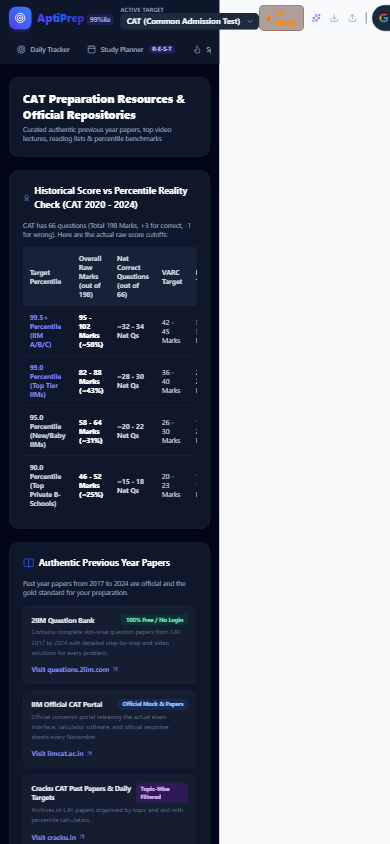 AptiPrep 99%ile
ACTIVE TARGET
CAT (Common Admission Test)
Daily Tracker
Study Planner R-E-S-T
CAT Preparation Resources &
Official Repositories
Curated authentic previous year papers, top video
lectures, reading lists & percentile benchmarks
Historical Score vs Percentile Reality
Check (CAT 2020 - 2024)
CAT has 66 questions (Total 198 Marks, +3 for correct, -1
for wrong). Here are the actual raw score cutoffs:
Target
Percentile
Overall
Raw
Marks
(out of
198)
Net
Correct
Questions
(out of
66)
VARC
Target
99.5+
Percentile
(IIM
A/B/C)
95 -
102
Marks
(~50%)
~32 - 34
Net Qs
42 -
45
Marks
99.0
Percentile
(Top Tier
IIMs)
82 - 88
Marks
(~43%)
~28 - 30
Net Qs
36 -
40
Marks
95.0
Percentile
(New/Baby
IIMs)
58 - 64
Marks
(~31%)
~20 - 22
Net Qs
26 -
30
Marks
90.0
Percentile
(Top
Private B-
Schools)
46 - 52
Marks
(~25%)
~15 - 18
Net Qs
20 -
23
Marks
Authentic Previous Year Papers
Past year papers from 2017 to 2024 are official and the
gold standard for your preparation.
2IIM Question Bank
100% Free / No Login
Contains complete slot-wise question papers from CAT
2017 to 2024 with detailed step-by-step and video
solutions for every problem.
Visit questions.2iim.com
IIM Official CAT Portal
Official Mock & Papers
Official convenor portal releasing the actual exam
interface, calculator software, and official response
sheets every November.
Visit iimcat.ac.in
Cracku CAT Past Papers & Daily
Targets
Topic-Wise
Filtered
Archives of CAT papers organized by topic and slot with
percentile calculators.
Visit cracku.in